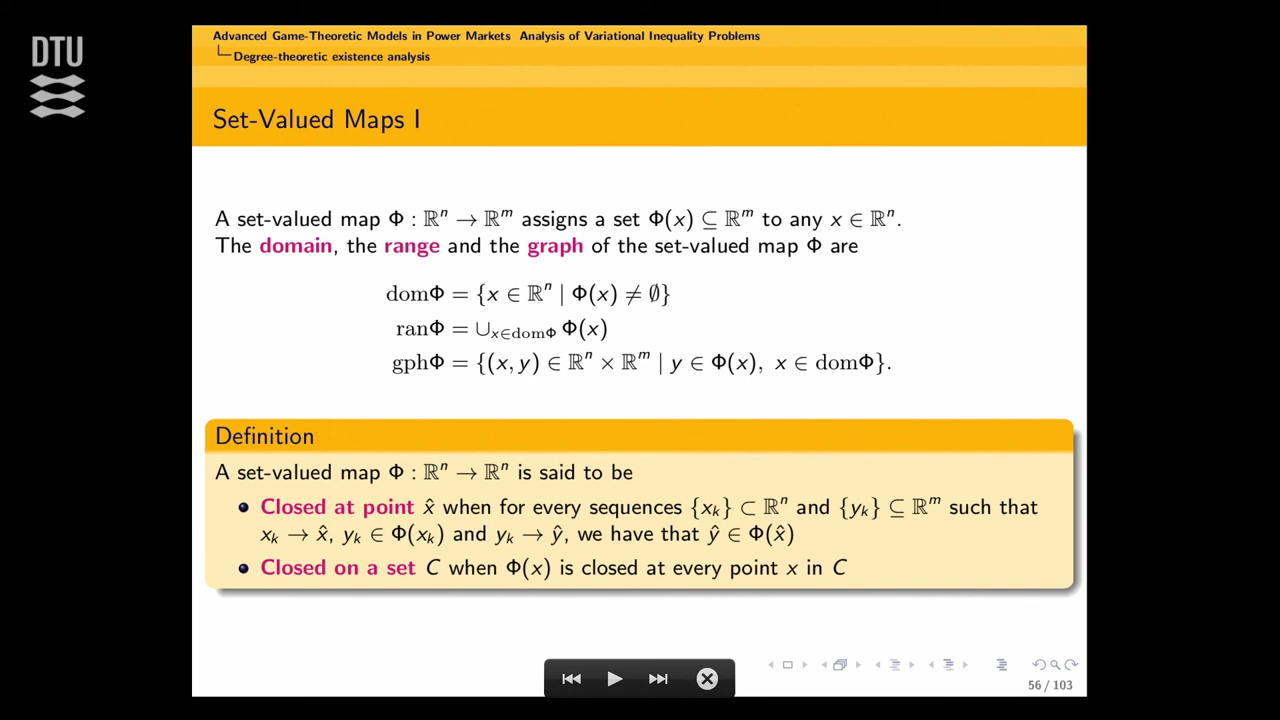 DTU
Advanced Game-Theoretic Models in Power Markets Analysis of Variational Inequality Problems
Degree-theoretic existence analysis
Set-Valued Maps I
A set-valued map Φ : ℝⁿ → ℝᵐ assigns a set Φ(x) ⊆ ℝᵐ to any x ∈ ℝⁿ.
The domain, the range and the graph of the set-valued map Φ are
domΦ = {x ∈ ℝⁿ | Φ(x) ≠ ∅}
ranΦ = ∪_{x∈domΦ} Φ(x)
gphΦ = {(x, y) ∈ ℝⁿ × ℝᵐ | y ∈ Φ(x), x ∈ domΦ}.
Definition
A set-valued map Φ : ℝⁿ → ℝⁿ is said to be
Closed at point x̂ when for every sequences {xₖ} ⊂ ℝⁿ and {yₖ} ⊆ ℝᵐ such that
xₖ → x̂, yₖ ∈ Φ(xₖ) and yₖ → ŷ, we have that ŷ ∈ Φ(x̂)
Closed on a set C when Φ(x) is closed at every point x in C
56 / 103